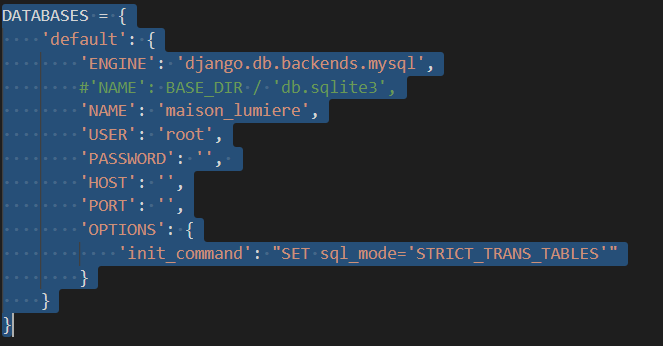 DATABASES = {
    'default': {
        'ENGINE': 'django.db.backends.mysql',
        #'NAME': BASE_DIR / 'db.sqlite3',
        'NAME': 'maison_lumiere',
        'USER': 'root',
        'PASSWORD': '',
        'HOST': '',
        'PORT': '',
        'OPTIONS': {
            'init_command': "SET sql_mode='STRICT_TRANS_TABLES'"
        }
    }
}